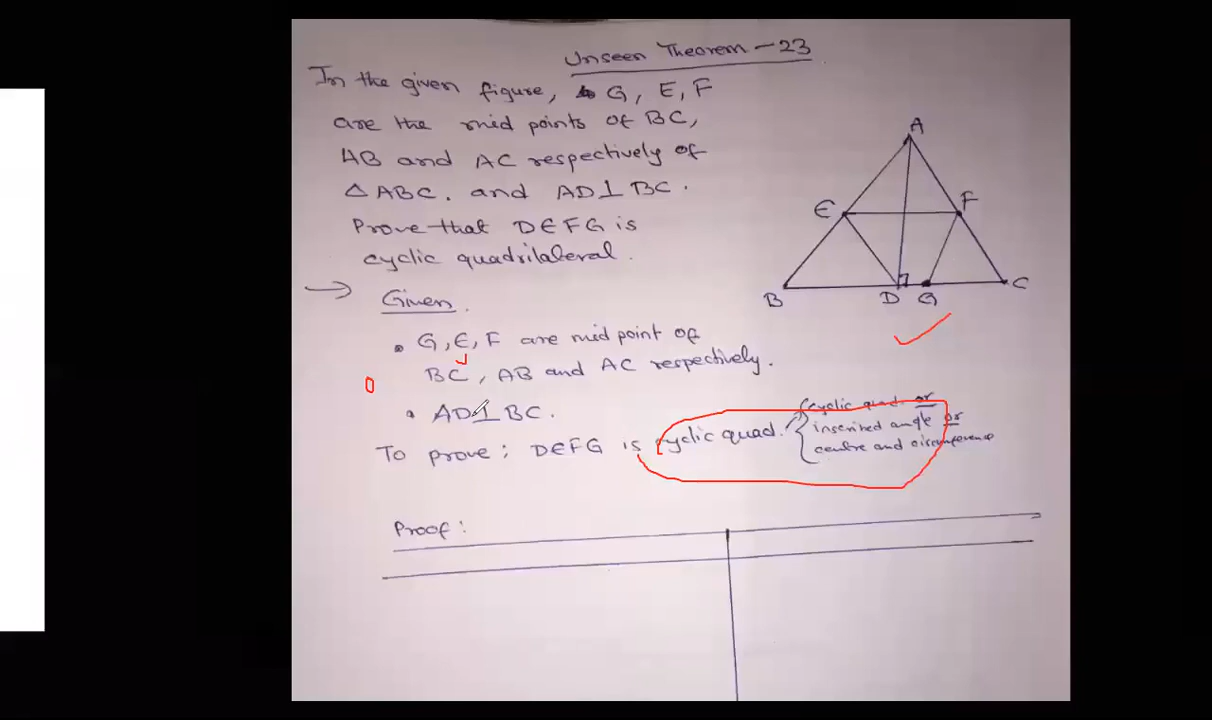 Unseen Theorem - 23
In the given figure, G, E, F
are the mid points of BC,
AB and AC respectively of
△ABC. and AD⊥BC.
Prove that DEFG is
cyclic quadrilateral.
→ Given.
• G, E, F are mid point of
BC, AB and AC respectively.
• AD⊥BC.
To prove: DEFG is cyclic quad.
cyclic quad. or
inscribed angle or
centre and circumference
Proof:
A
E
F
B
D
G
C
0